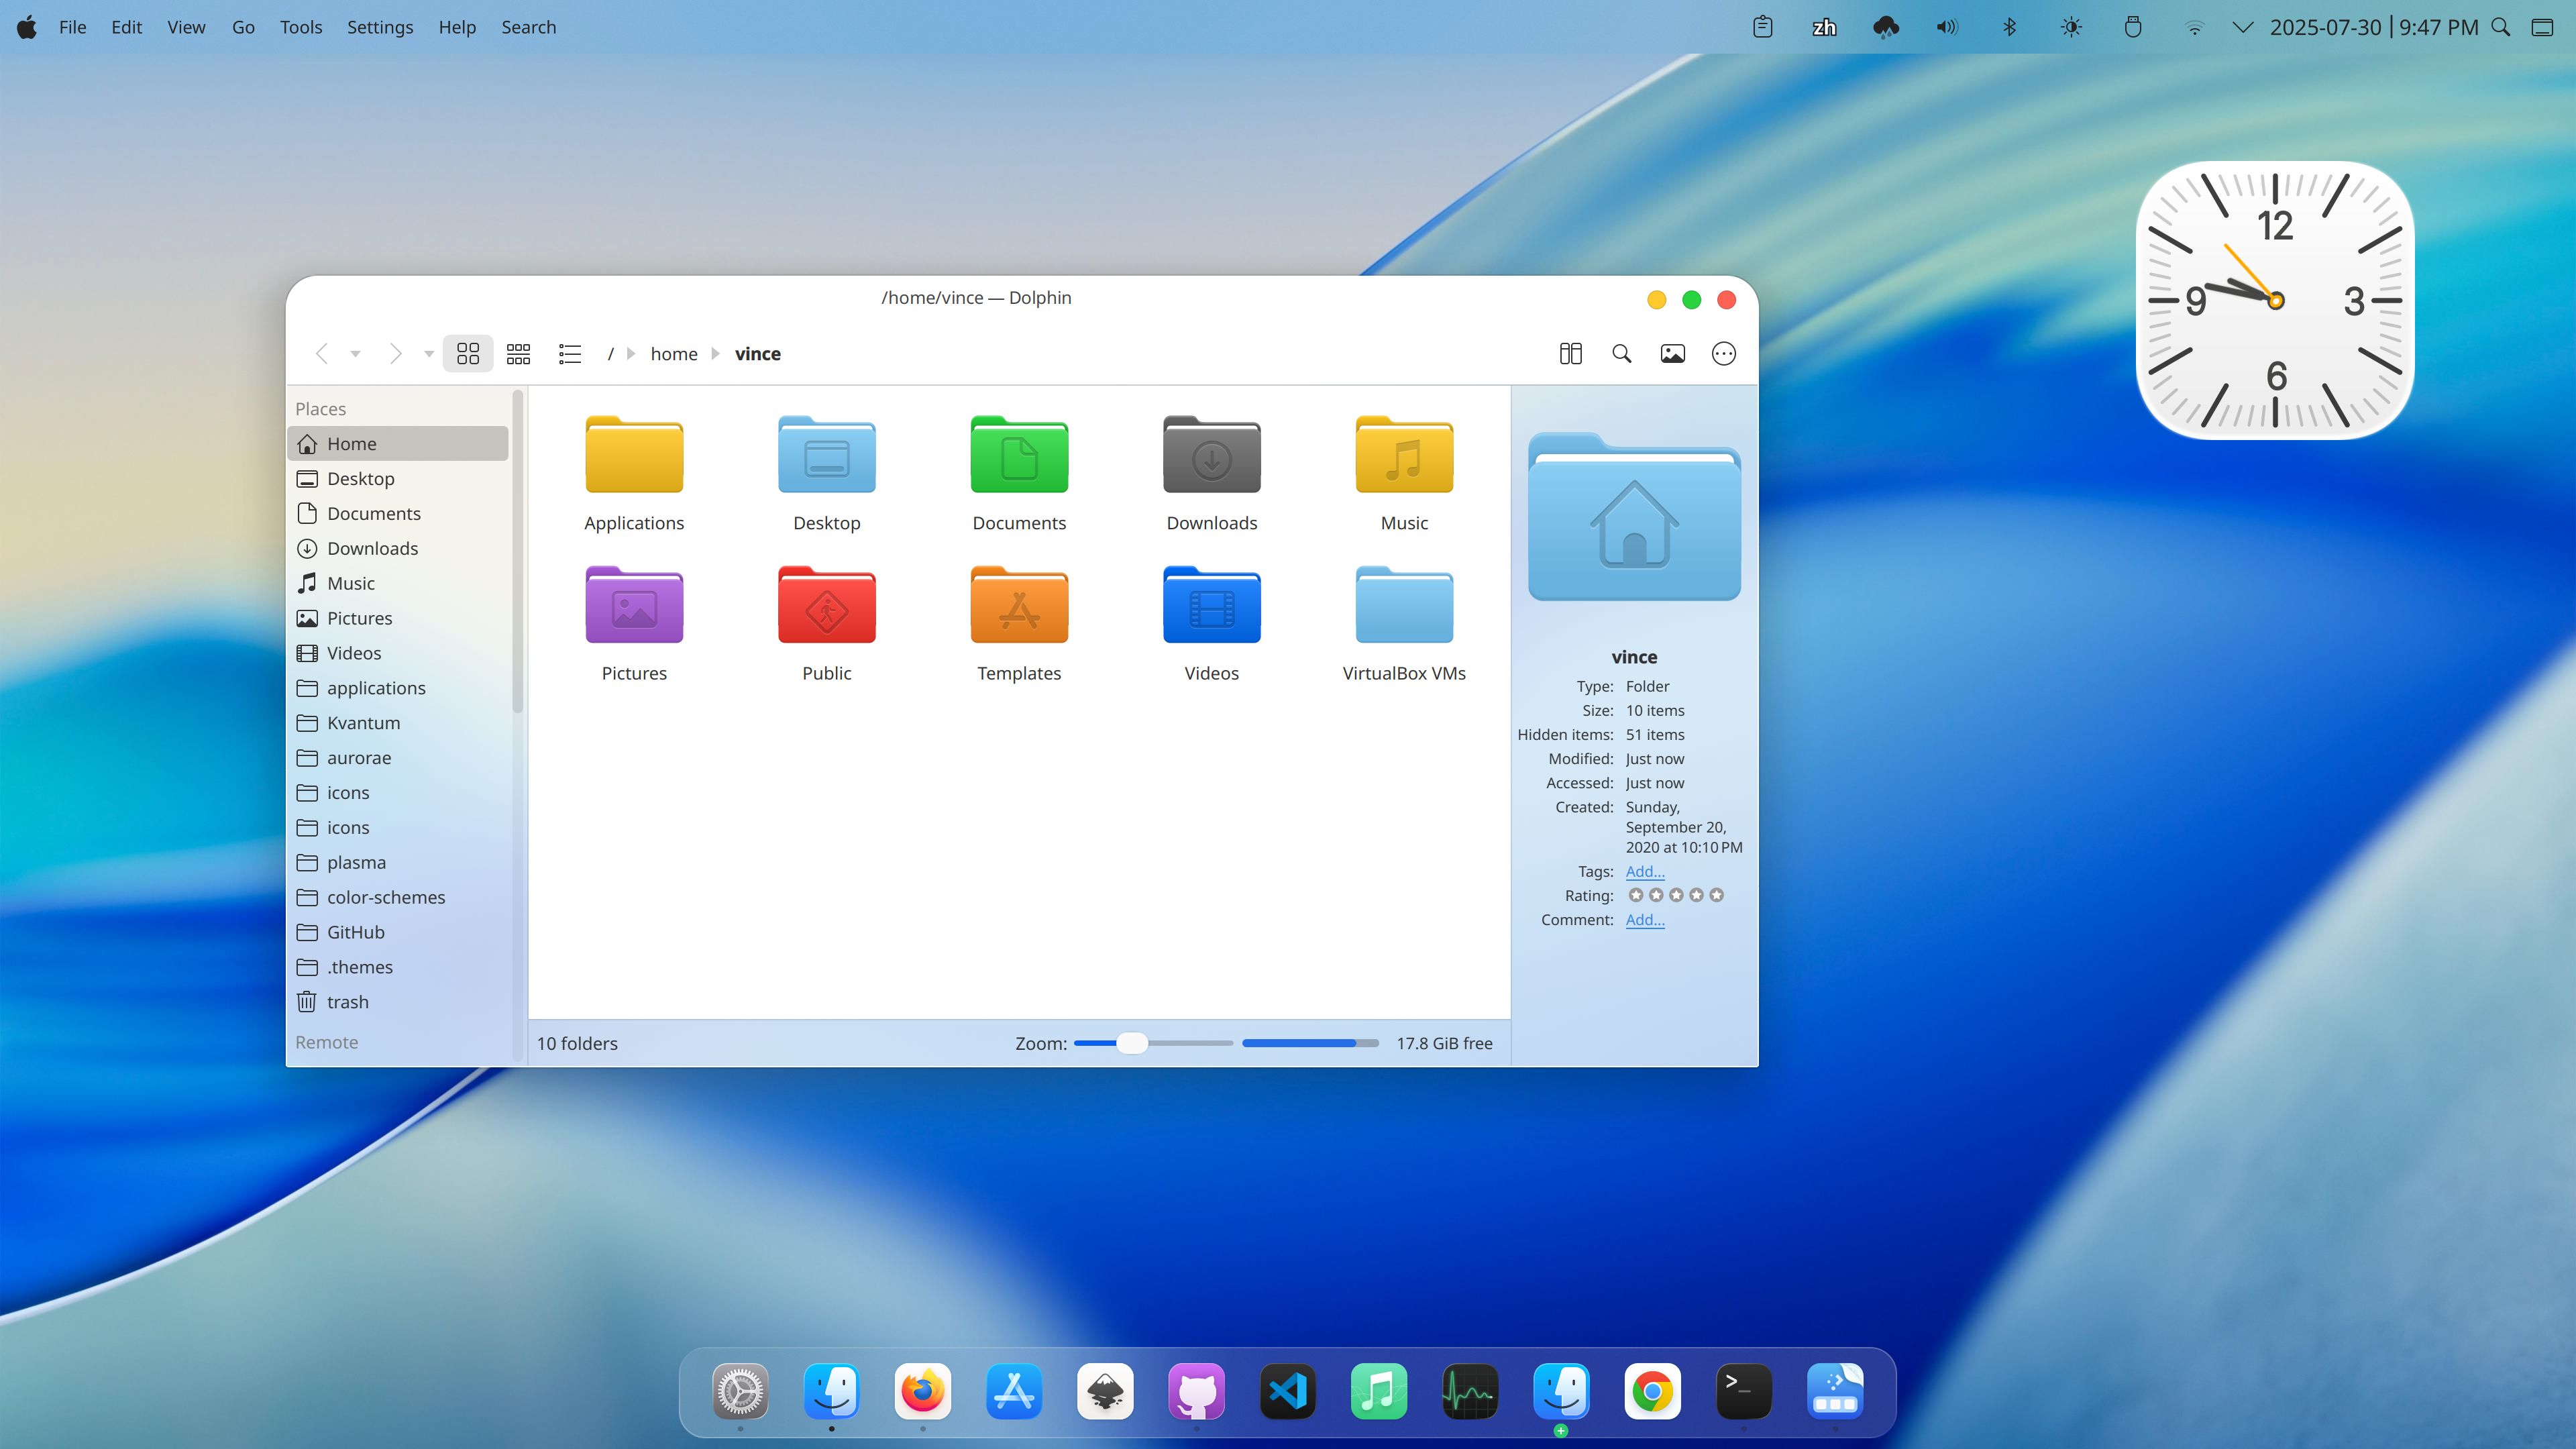 File Edit View Go Tools Settings Help Search
zh 2025-07-30 | 9:47 PM
12
9 3
6
/home/vince — Dolphin
/ home vince
Places
Home
Desktop
Documents
Downloads
Music
Pictures
Videos
applications
Kvantum
aurorae
icons
icons
plasma
color-schemes
GitHub
.themes
trash
Remote
Applications Desktop Documents Downloads Music
Pictures Public Templates Videos VirtualBox VMs
vince
Type: Folder
Size: 10 items
Hidden items: 51 items
Modified: Just now
Accessed: Just now
Created: Sunday,
September 20,
2020 at 10:10 PM
Tags: Add...
Rating:
Comment: Add...
10 folders Zoom: 17.8 GiB free
>_